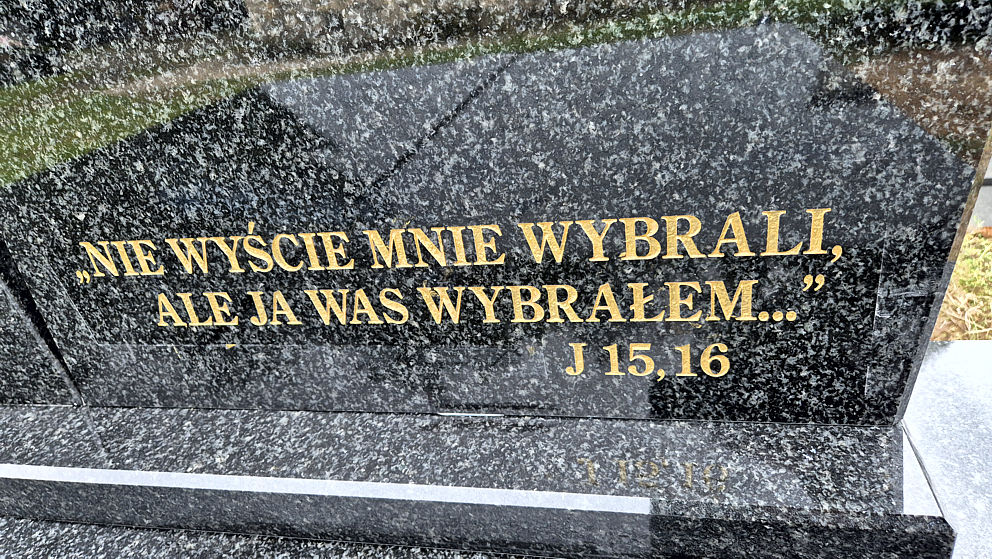 „NIE WYŚCIE MNIE WYBRALI,
ALE JA WAS WYBRAŁEM...”
J 15,16